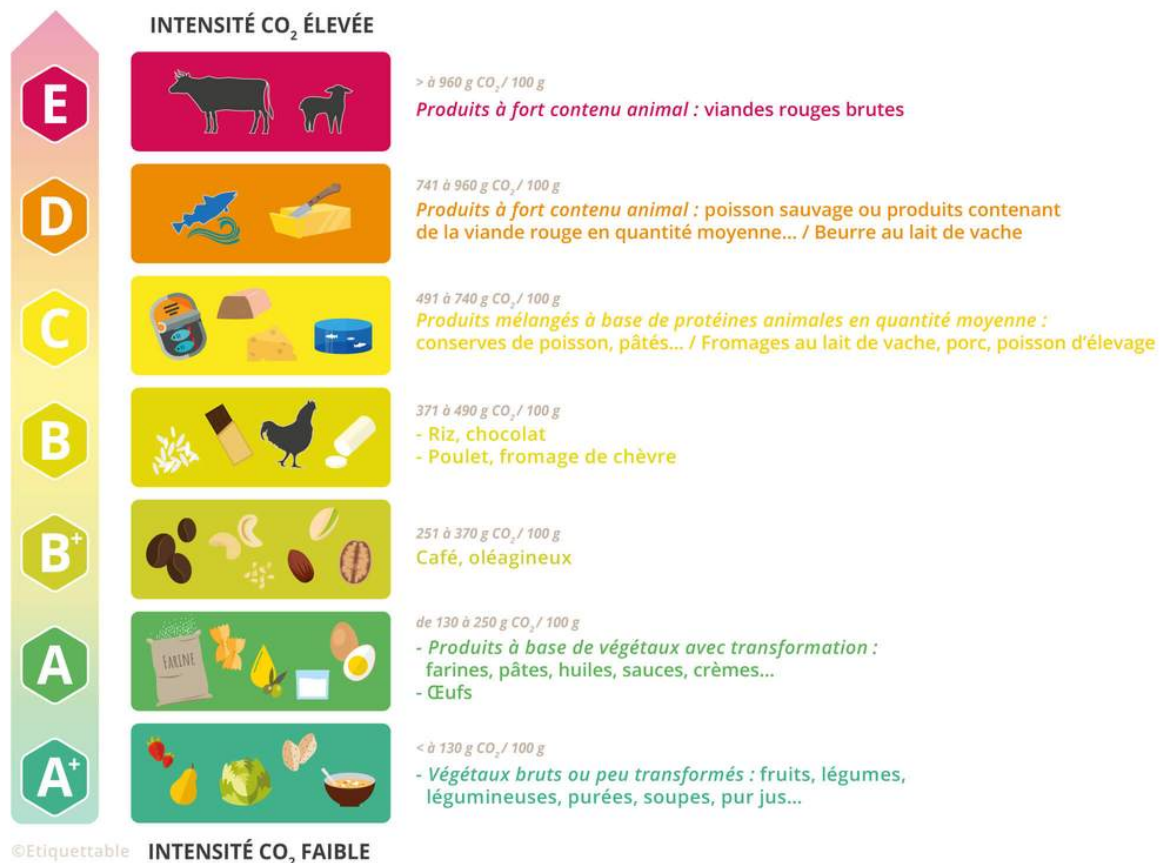 INTENSITÉ CO₂ ÉLEVÉE
E
> à 960 g CO₂/ 100 g
Produits à fort contenu animal : viandes rouges brutes
D
741 à 960 g CO₂/ 100 g
Produits à fort contenu animal : poisson sauvage ou produits contenant
de la viande rouge en quantité moyenne... / Beurre au lait de vache
C
491 à 740 g CO₂/ 100 g
Produits mélangés à base de protéines animales en quantité moyenne :
conserves de poisson, pâtés... / Fromages au lait de vache, porc, poisson d'élevage
B
371 à 490 g CO₂/ 100 g
- Riz, chocolat
- Poulet, fromage de chèvre
B+
251 à 370 g CO₂/ 100 g
Café, oléagineux
A
FARINE
de 130 à 250 g CO₂/ 100 g
- Produits à base de végétaux avec transformation :
farines, pâtes, huiles, sauces, crèmes...
- Œufs
A+
< à 130 g CO₂/ 100 g
- Végétaux bruts ou peu transformés : fruits, légumes,
légumineuses, purées, soupes, pur jus...
©Etiquettable
INTENSITÉ CO₂ FAIBLE